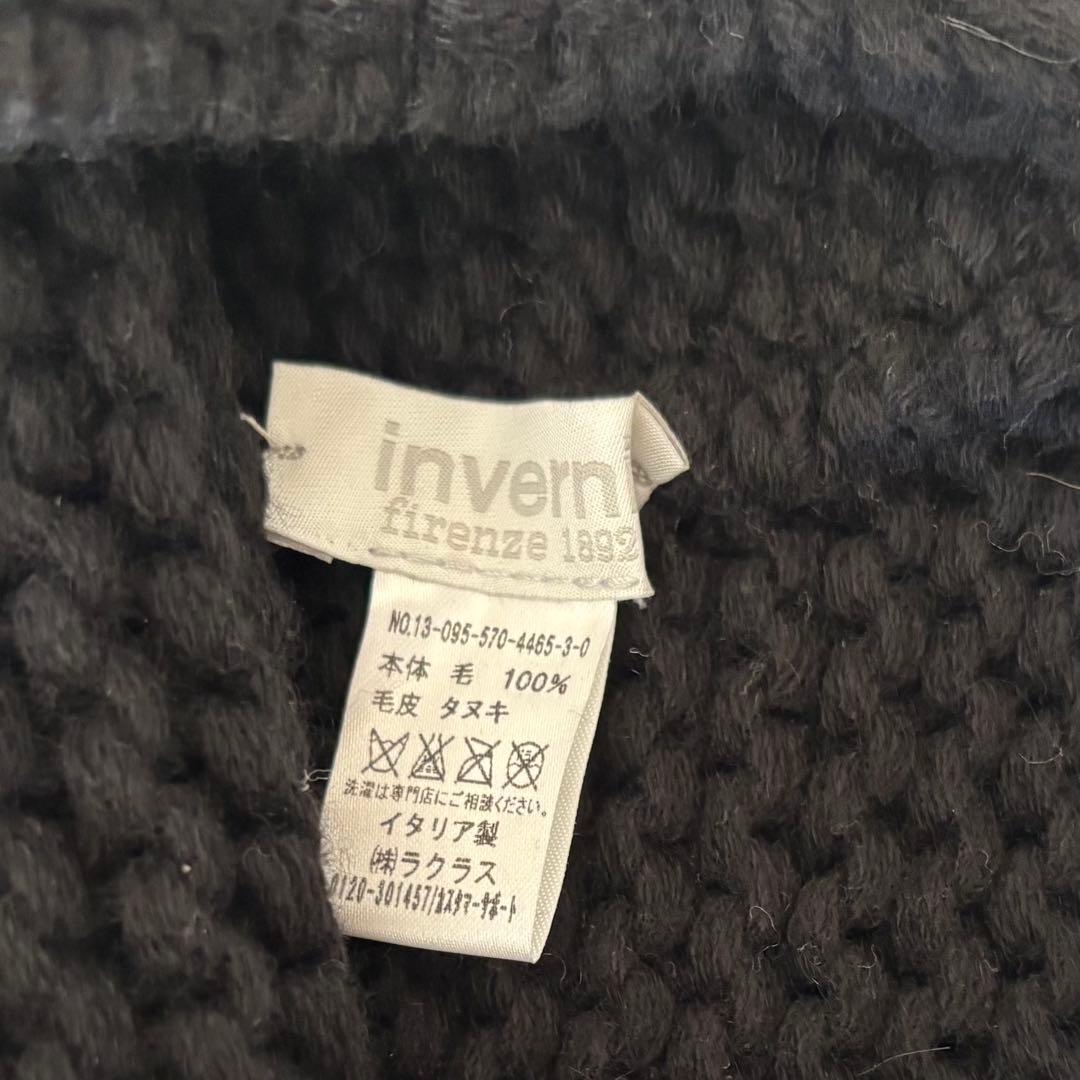 invern
firenze 1892
NO.13-095-570-4465-3-0
本体 毛 100%
毛皮 タヌキ
洗濯は専門店にご相談ください。
イタリア製
㈱ラクラス
0120-301457/カスタマーサポート